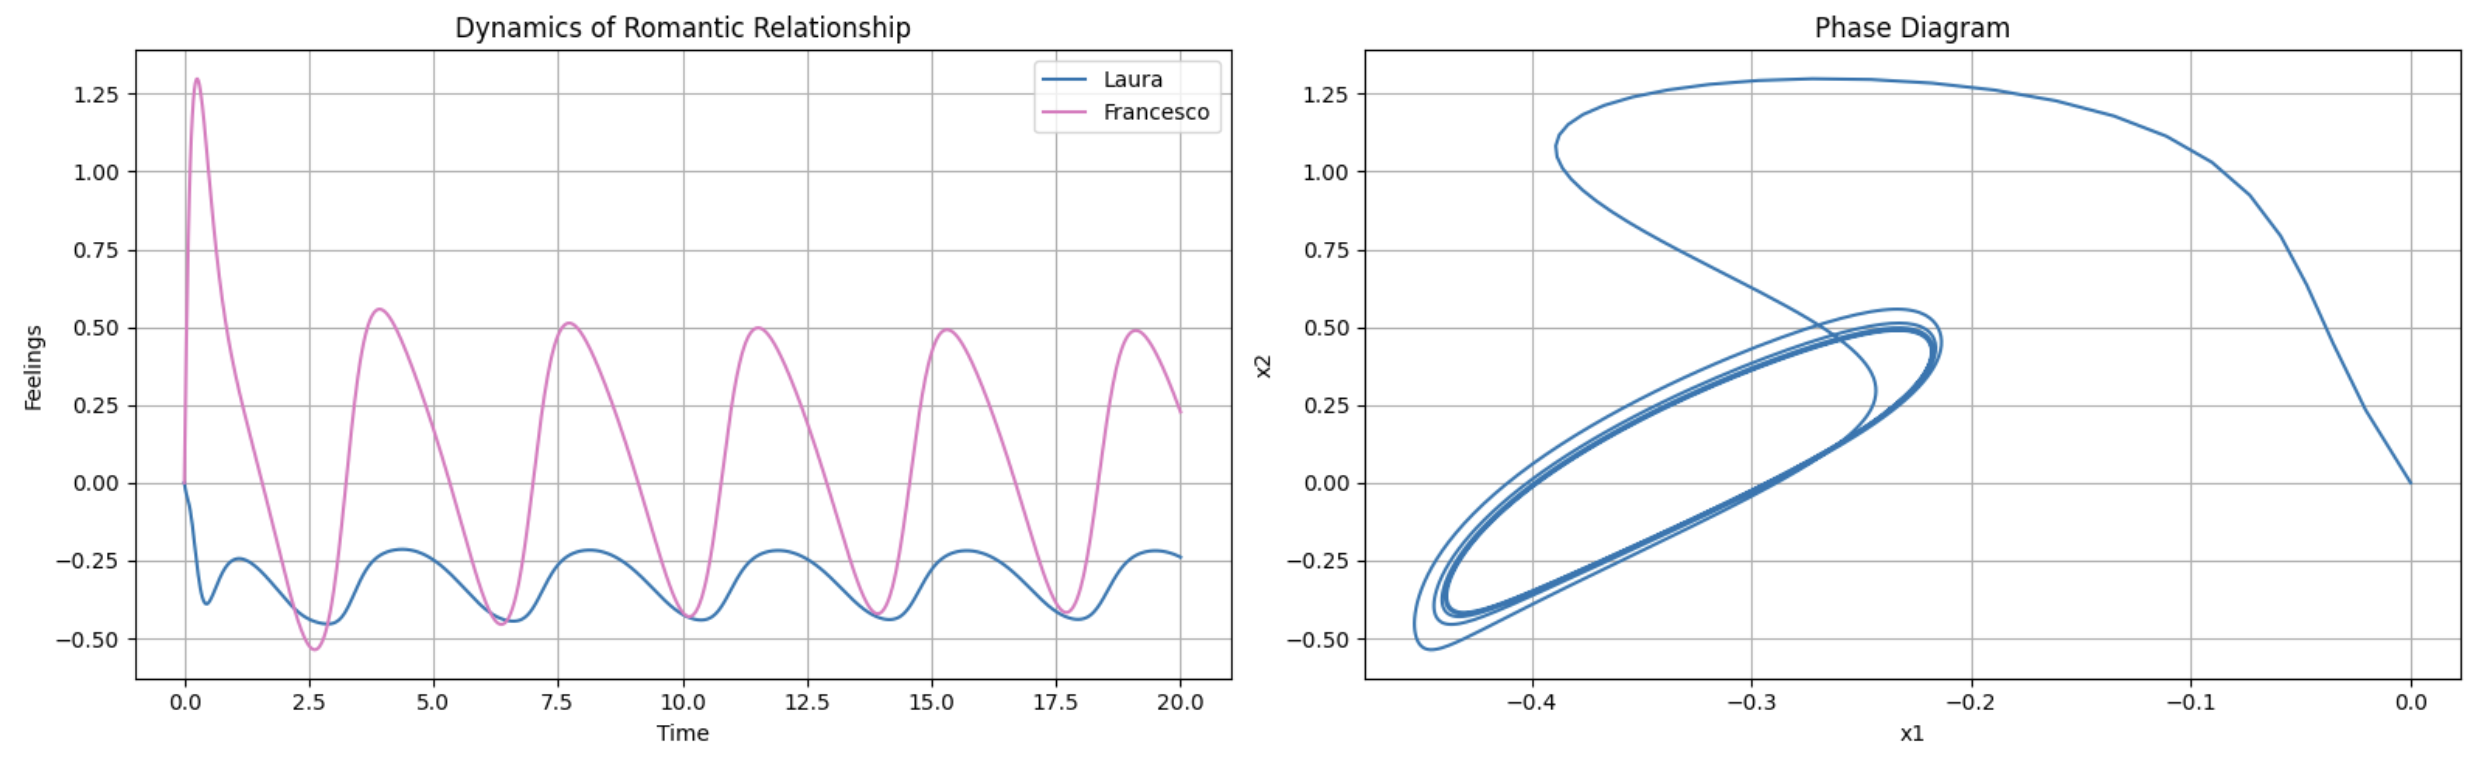 Dynamics of Romantic Relationship
Laura
Francesco
1.25
1.00
0.75
0.50
0.25
0.00
−0.25
−0.50
Feelings
0.0 2.5 5.0 7.5 10.0 12.5 15.0 17.5 20.0
Time
Phase Diagram
1.25
1.00
0.75
0.50
0.25
0.00
−0.25
−0.50
x2
−0.4 −0.3 −0.2 −0.1 0.0
x1